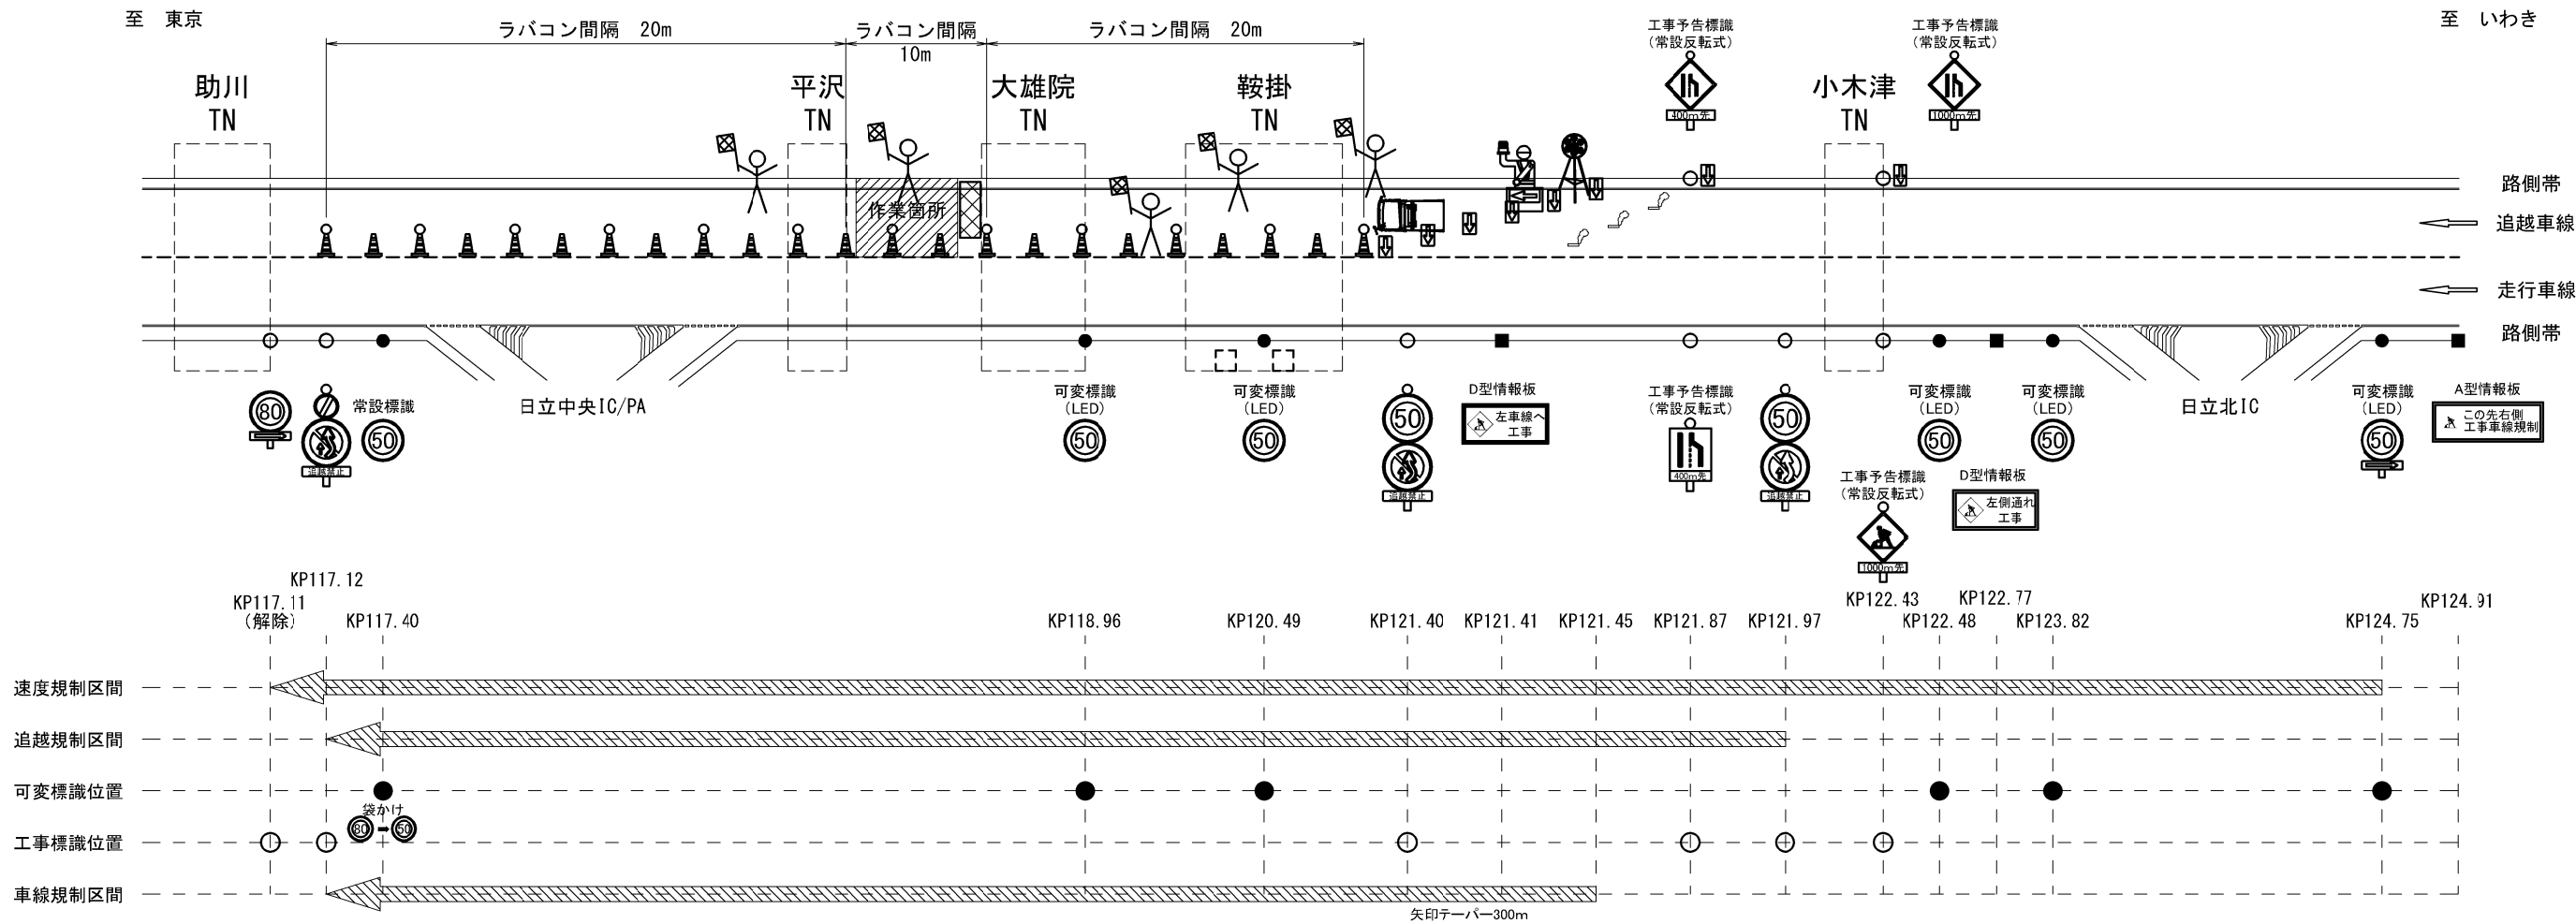 至 東京
至 いわき
ラバコン間隔 20m
ラバコン間隔
10m
ラバコン間隔 20m
工事予告標識
(常設反転式)
400m先
工事予告標識
(常設反転式)
1000m先
助川
TN
平沢
TN
大雄院
TN
鞍掛
TN
小木津
TN
作業箇所
路側帯
追越車線
走行車線
路側帯
80
追越禁止
常設標識
50
日立中央IC/PA
可変標識
(LED)
50
可変標識
(LED)
50
50
追越禁止
D型情報板
左車線へ
工事
工事予告標識
(常設反転式)
400m先
50
追越禁止
工事予告標識
(常設反転式)
1000m先
可変標識
(LED)
50
D型情報板
左側通れ
工事
可変標識
(LED)
50
日立北IC
可変標識
(LED)
50
A型情報板
この先右側
工事車線規制
KP117.11
(解除)
KP117.12
KP117.40
KP118.96
KP120.49
KP121.40
KP121.41
KP121.45
KP121.87
KP121.97
KP122.43
KP122.48
KP122.77
KP123.82
KP124.75
KP124.91
速度規制区間
追越規制区間
可変標識位置
袋かけ
80
50
工事標識位置
車線規制区間
矢印テーパー300m